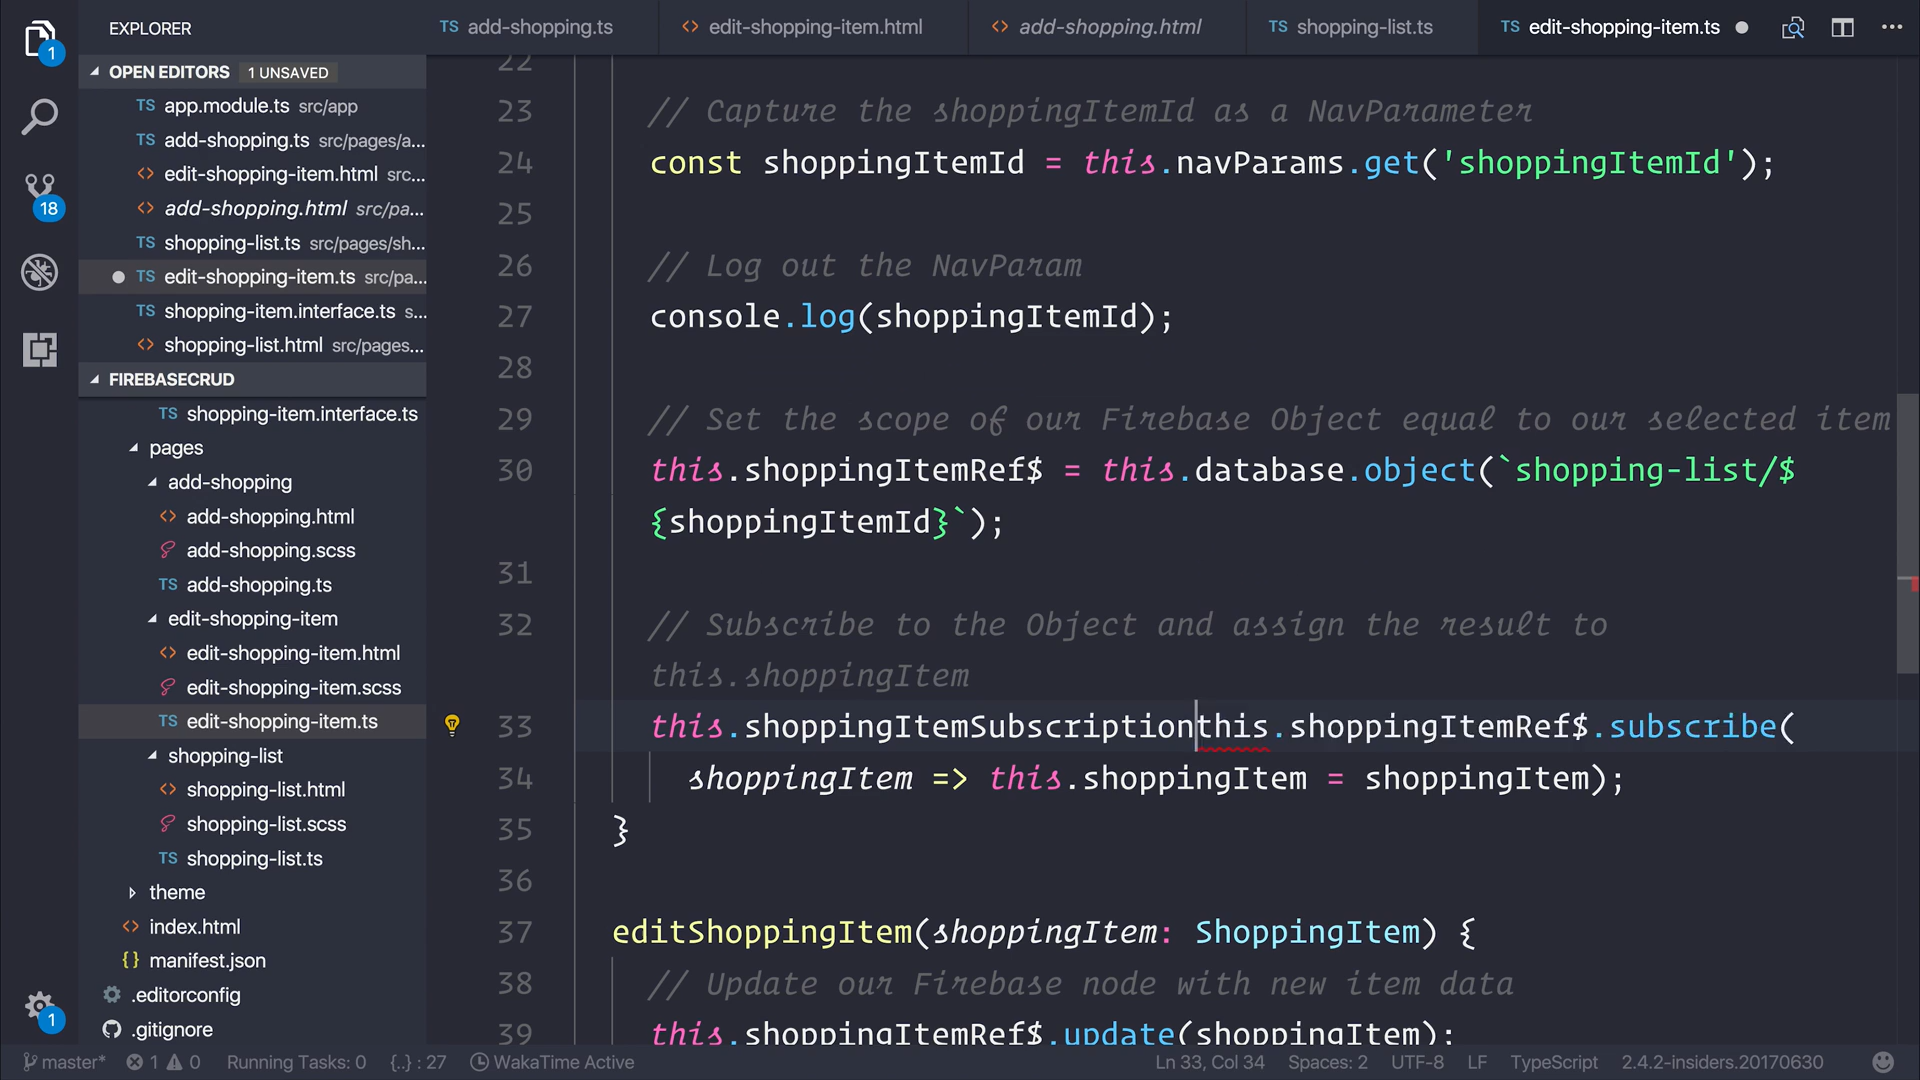 EXPLORER
TS add-shopping.ts
<> edit-shopping-item.html
<> add-shopping.html
TS shopping-list.ts
TS edit-shopping-item.ts
1
OPEN EDITORS 1 UNSAVED
TS app.module.ts src/app
TS add-shopping.ts src/pages/a...
<> edit-shopping-item.html src...
<> add-shopping.html src/pa...
TS shopping-list.ts src/pages/sh...
TS edit-shopping-item.ts src/pa...
TS shopping-item.interface.ts s...
<> shopping-list.html src/pages...
18
FIREBASECRUD
TS shopping-item.interface.ts
pages
add-shopping
<> add-shopping.html
add-shopping.scss
TS add-shopping.ts
edit-shopping-item
<> edit-shopping-item.html
edit-shopping-item.scss
TS edit-shopping-item.ts
shopping-list
<> shopping-list.html
shopping-list.scss
TS shopping-list.ts
theme
<> index.html
{} manifest.json
.editorconfig
.gitignore
1
22
23 // Capture the shoppingItemId as a NavParameter
24 const shoppingItemId = this.navParams.get('shoppingItemId');
25
26 // Log out the NavParam
27 console.log(shoppingItemId);
28
29 // Set the scope of our Firebase Object equal to our selected item
30 this.shoppingItemRef$ = this.database.object(`shopping-list/$
{shoppingItemId}`);
31
32 // Subscribe to the Object and assign the result to
this.shoppingItem
33 this.shoppingItemSubscriptionthis.shoppingItemRef$.subscribe(
34 shoppingItem => this.shoppingItem = shoppingItem);
35 }
36
37 editShoppingItem(shoppingItem: ShoppingItem) {
38 // Update our Firebase node with new item data
39 this.shoppingItemRef$.update(shoppingItem);
master* 1 0 Running Tasks: 0 {..} : 27 WakaTime Active Ln 33, Col 34 Spaces: 2 UTF-8 LF TypeScript 2.4.2-insiders.20170630